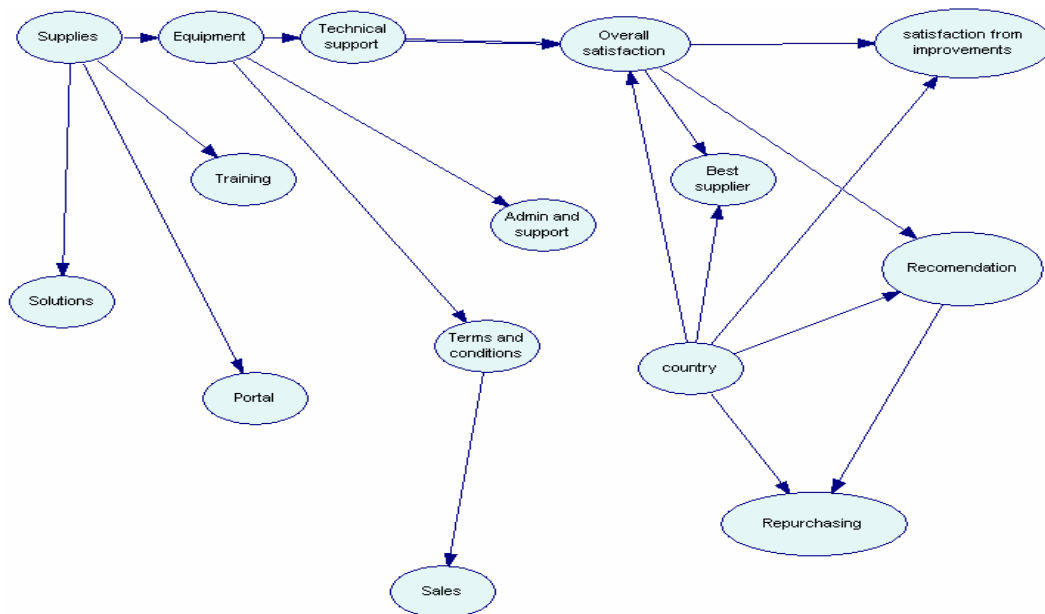 Supplies
Equipment
Technical
support
Overall
satisfaction
satisfaction from
improvements
Training
Best
supplier
Admin and
support
Recomendation
Solutions
Terms and
conditions
country
Portal
Repurchasing
Sales